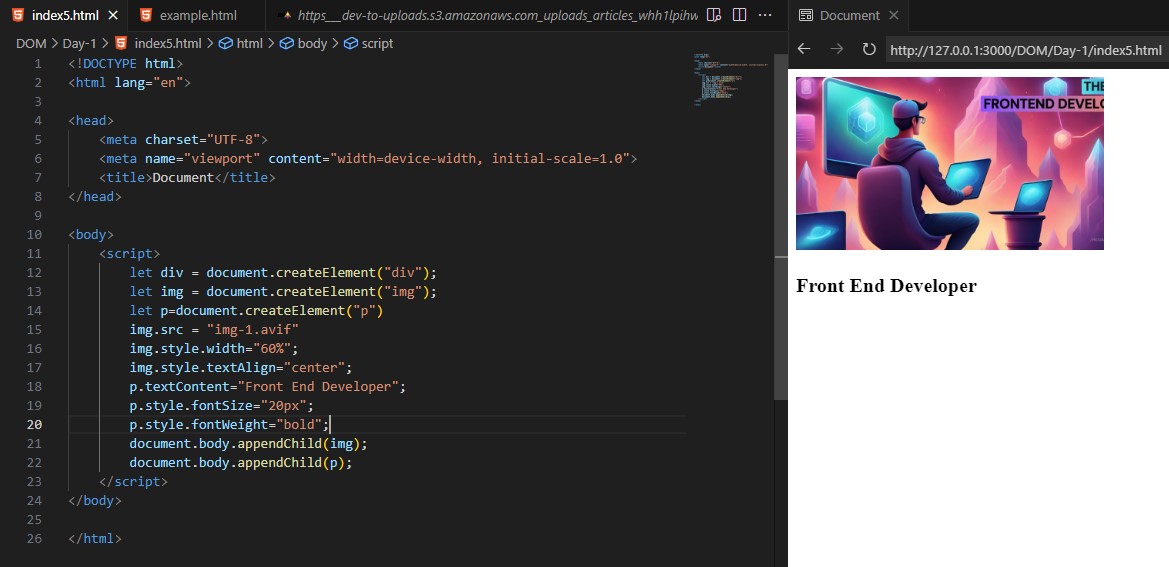 index5.html
example.html
https___dev-to-uploads.s3.amazonaws.com_uploads_articles_whh1lpihw
DOM > Day-1 > index5.html > html > body > script
1 <!DOCTYPE html>
2 <html lang="en">
3
4 <head>
5 <meta charset="UTF-8">
6 <meta name="viewport" content="width=device-width, initial-scale=1.0">
7 <title>Document</title>
8 </head>
9
10 <body>
11 <script>
12 let div = document.createElement("div");
13 let img = document.createElement("img");
14 let p=document.createElement("p")
15 img.src = "img-1.avif"
16 img.style.width="60%";
17 img.style.textAlign="center";
18 p.textContent="Front End Developer";
19 p.style.fontSize="20px";
20 p.style.fontWeight="bold";
21 document.body.appendChild(img);
22 document.body.appendChild(p);
23 </script>
24 </body>
25
26 </html>
Document
http://127.0.0.1:3000/DOM/Day-1/index5.html
THE
FRONTEND DEVELO
Front End Developer